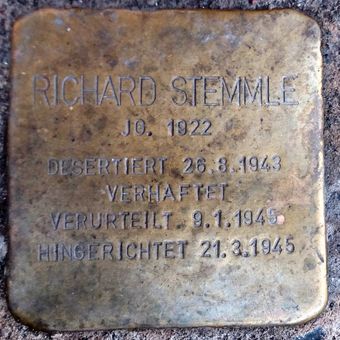 RICHARD STEMMLE
JG. 1922
DESERTIERT 26.8.1943
VERHAFTET
VERURTEILT 9.1.1945
HINGERICHTET 21.3.1945